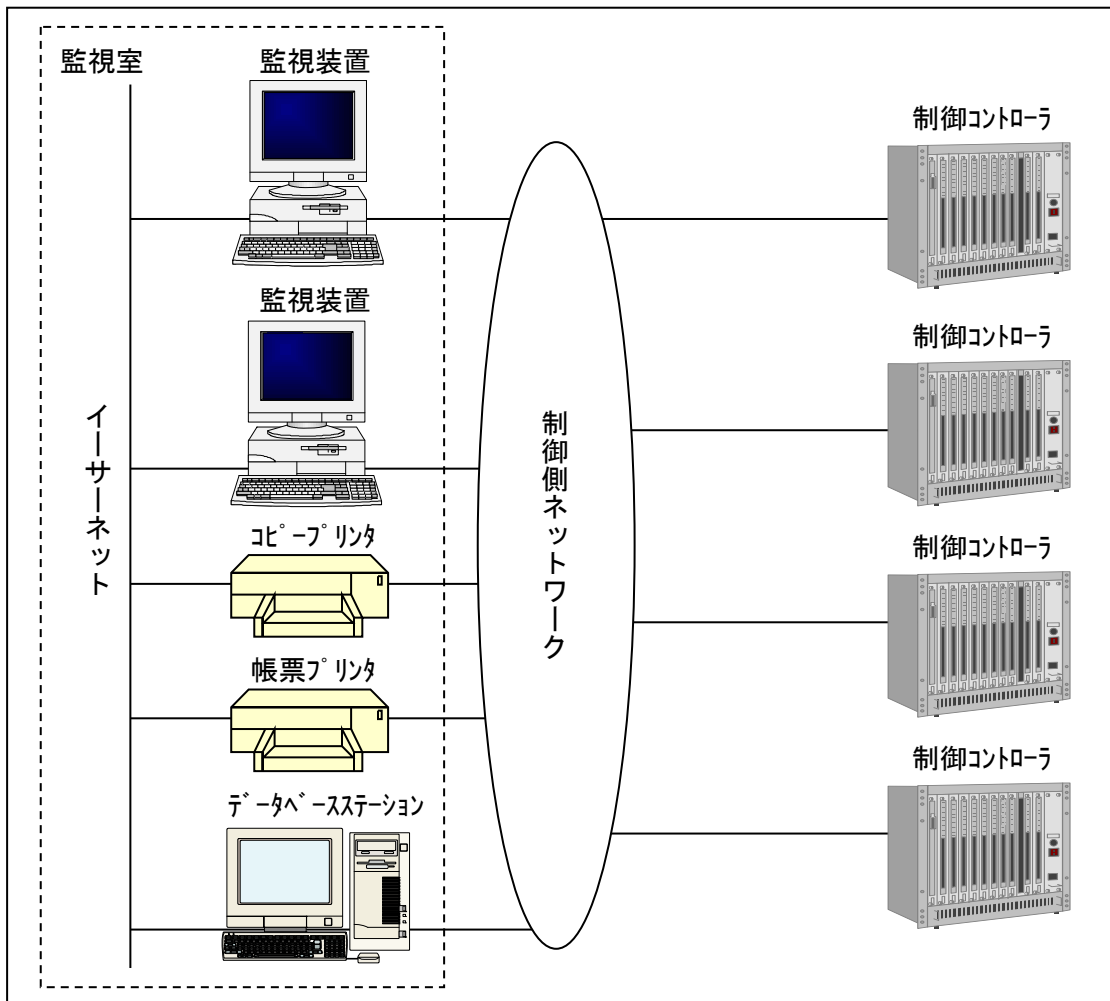 監視室
監視装置
制御ｺﾝﾄﾛｰﾗ
監視装置
制御ｺﾝﾄﾛｰﾗ
イーサーネット
制御側ネットワーク
ｺﾋﾟｰﾌﾟﾘﾝﾀ
制御ｺﾝﾄﾛｰﾗ
帳票ﾌﾟﾘﾝﾀ
ﾃﾞｰﾀﾍﾞｰｽｽﾃｰｼｮﾝ
制御ｺﾝﾄﾛｰﾗ